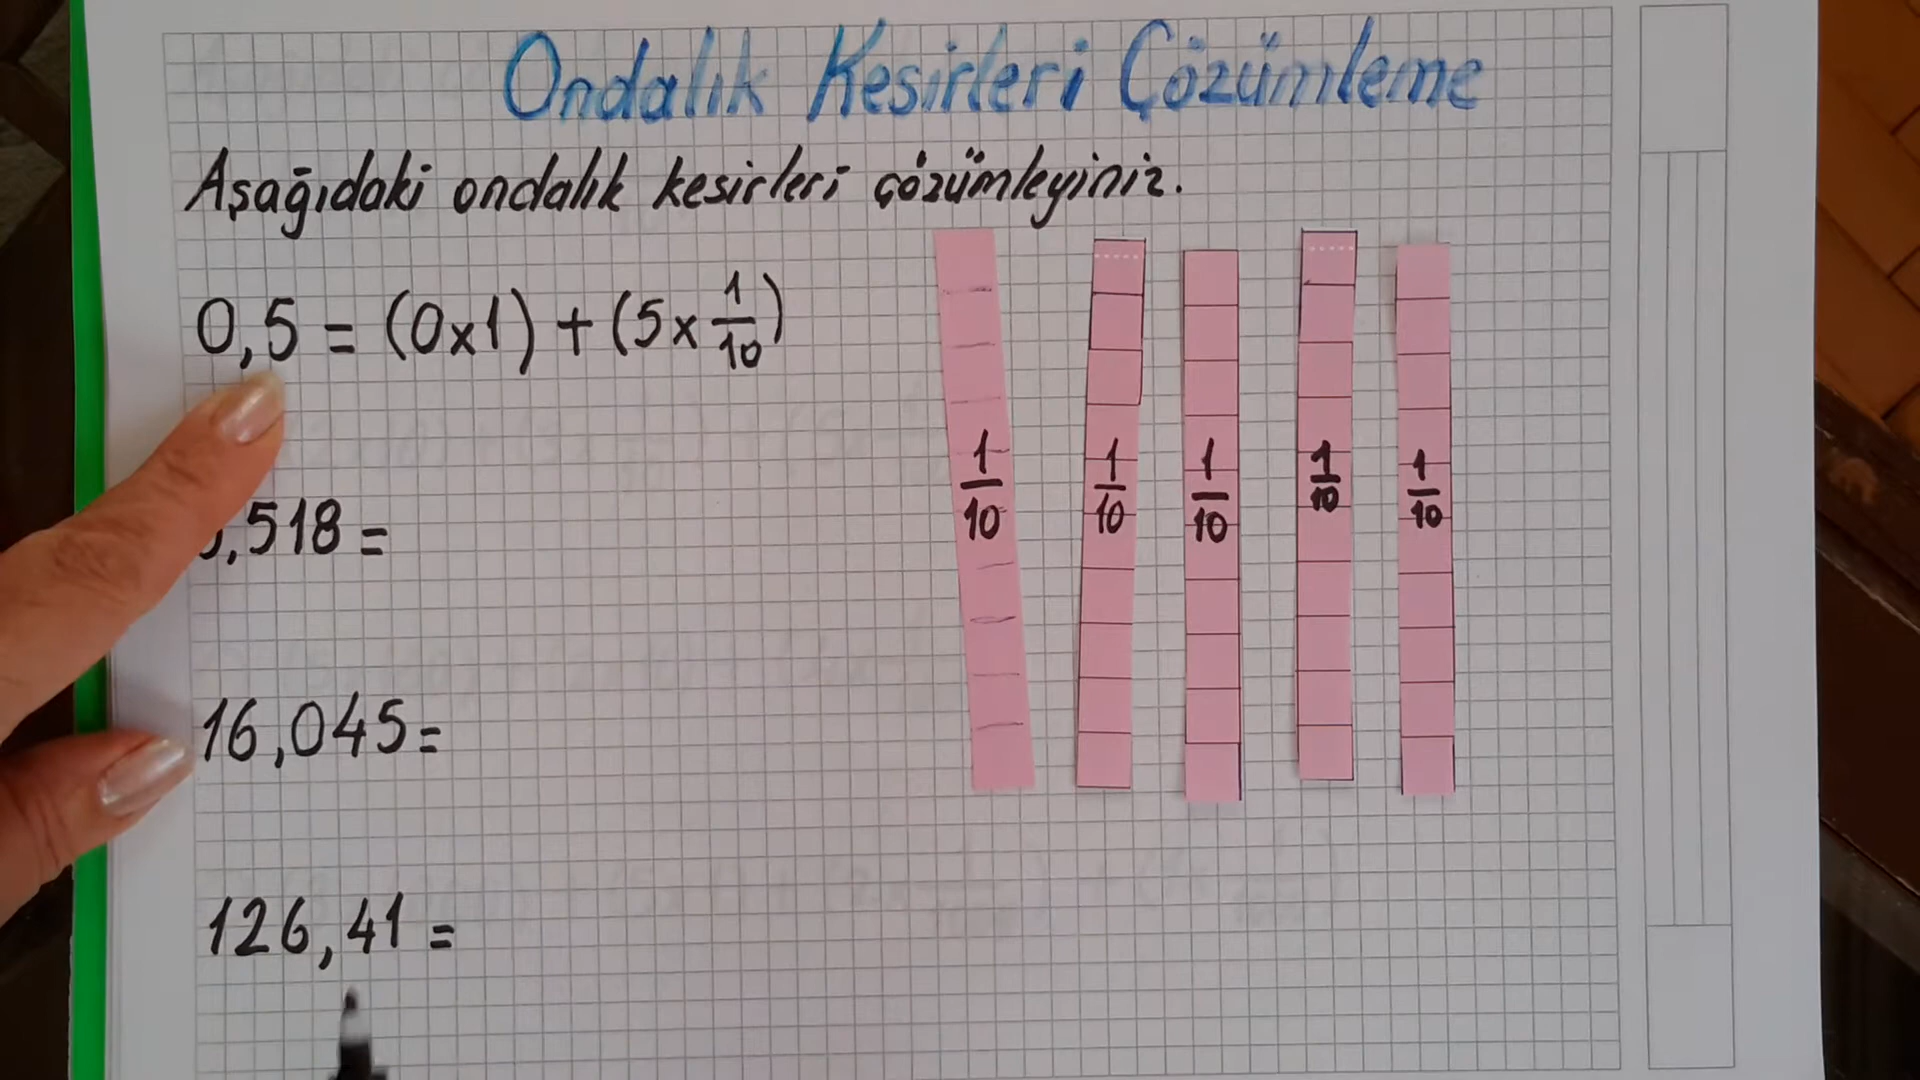 Ondalık Kesirleri Çözümleme
Aşağıdaki ondalık kesirleri çözümleyiniz.
0,5 = (0x1) + (5x 1/10)
1/10 1/10 1/10 1/10 1/10
,518 =
16,045 =
126,41 =